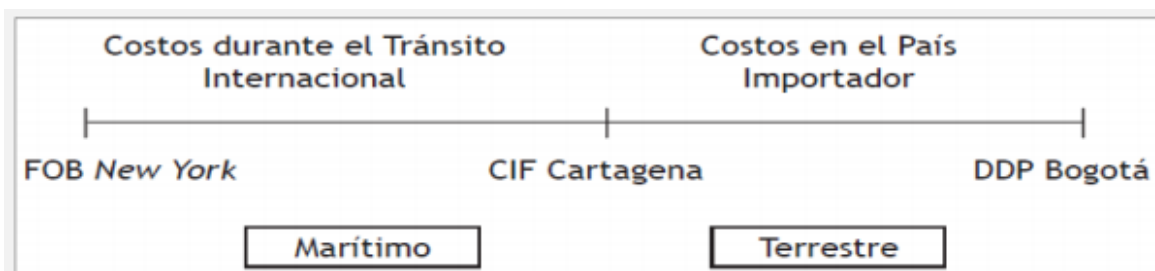 Costos durante el Tránsito
Internacional
Costos en el País
Importador
FOB New York
CIF Cartagena
DDP Bogotá
Marítimo
Terrestre